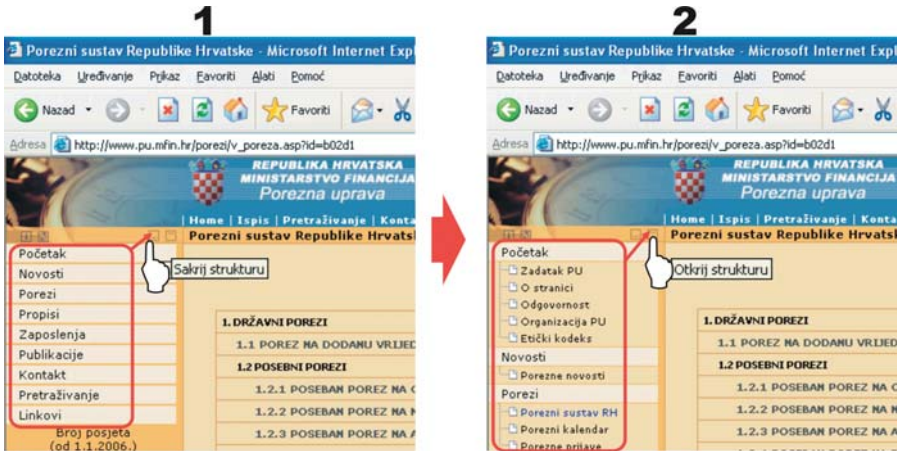 1
Porezni sustav Republike Hrvatske - Microsoft Internet Expl
Datoteka Uređivanje Prikaz Favoriti Alati Pomoć
Nazad Favoriti
Adresa http://www.pu.mfin.hr/porezi/v_poreza.asp?id=b02d1
REPUBLIKA HRVATSKA
MINISTARSTVO FINANCIJA
Porezna uprava
Home | Ispis | Pretraživanje | Konta
Porezni sustav Republike Hrvatsk
Početak
Novosti
Porezi
Propisi
Zaposlenja
Publikacije
Kontakt
Pretraživanje
Linkovi
Broj posjeta
(od 1.1.2006.)
Sakrij strukturu
1. DRŽAVNI POREZI
1.1 POREZ NA DODANU VRIJED
1.2 POSEBNI POREZI
1.2.1 POSEBAN POREZ NA
1.2.2 POSEBAN POREZ NA
1.2.3 POSEBAN POREZ NA
2
Porezni sustav Republike Hrvatske - Microsoft Internet Expl
Datoteka Uređivanje Prikaz Favoriti Alati Pomoć
Nazad Favoriti
Adresa http://www.pu.mfin.hr/porezi/v_poreza.asp?id=b02d1
REPUBLIKA HRVATSKA
MINISTARSTVO FINANCIJA
Porezna uprava
Home | Ispis | Pretraživanje | Konta
Porezni sustav Republike Hrvatsk
Početak
Zadatak PU
O stranici
Odgovornost
Organizacija PU
Etički kodeks
Novosti
Porezne novosti
Porezi
Porezni sustav RH
Porezni kalendar
Porezne prijave
Otkrij strukturu
1. DRŽAVNI POREZI
1.1 POREZ NA DODANU VRIJED
1.2 POSEBNI POREZI
1.2.1 POSEBAN POREZ NA
1.2.2 POSEBAN POREZ NA
1.2.3 POSEBAN POREZ NA